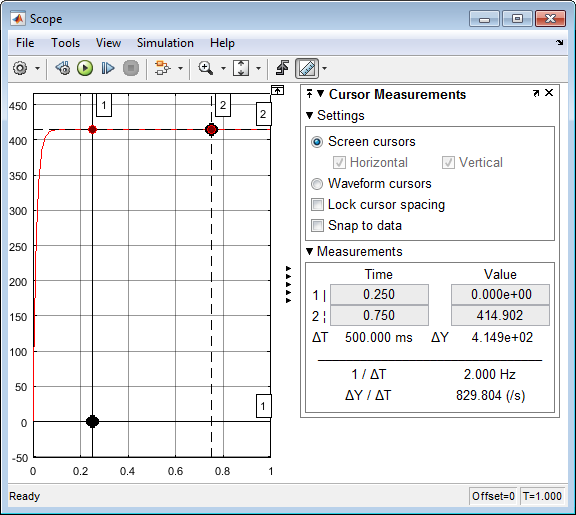 Scope
File Tools View Simulation Help
Cursor Measurements
Settings
Screen cursors
Horizontal Vertical
Waveform cursors
Lock cursor spacing
Snap to data
Measurements
Time Value
1 | 0.250 0.000e+00
2 ¦ 0.750 414.902
ΔT 500.000 ms ΔY 4.149e+02
1 / ΔT 2.000 Hz
ΔY / ΔT 829.804 (/s)
1 2
2
1
450
400
350
300
250
200
150
100
50
0
-50
0 0.2 0.4 0.6 0.8 1
Ready Offset=0 T=1.000